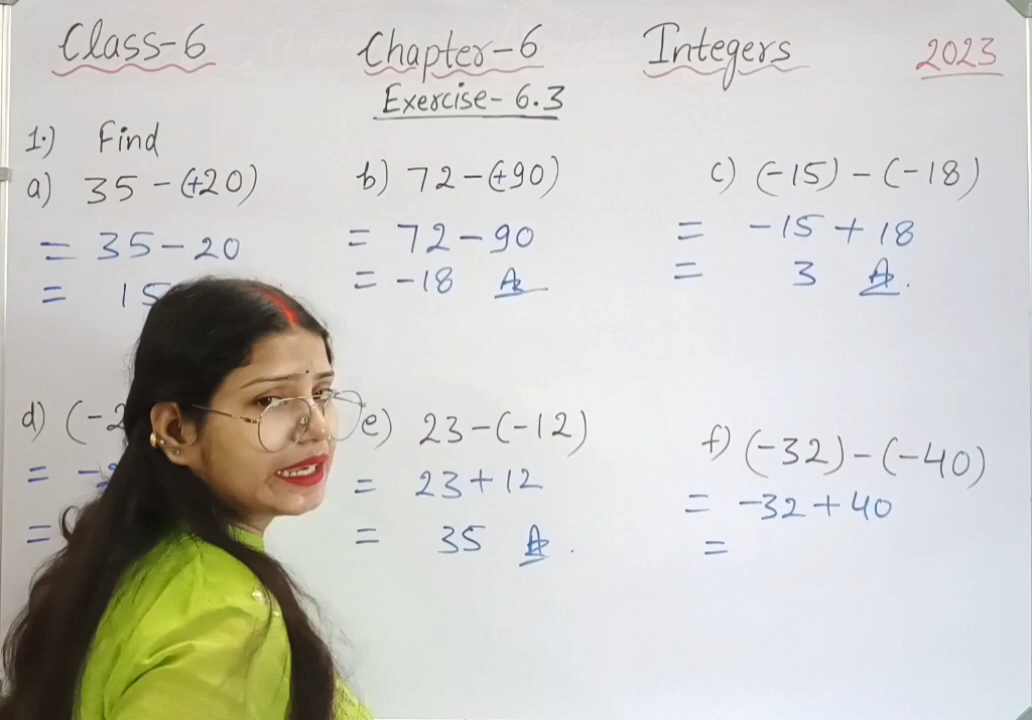 Class-6 Chapter-6 Integers 2023
Exercise-6.3
1.) Find
a) 35-(+20) b) 72-(+90) c) (-15)-(-18)
= 35-20 = 72-90 = -15+18
= 15 = -18 = 3
d) (-2 e) 23-(-12) f) (-32)-(-40)
= - = 23+12 = -32+40
= = 35 =